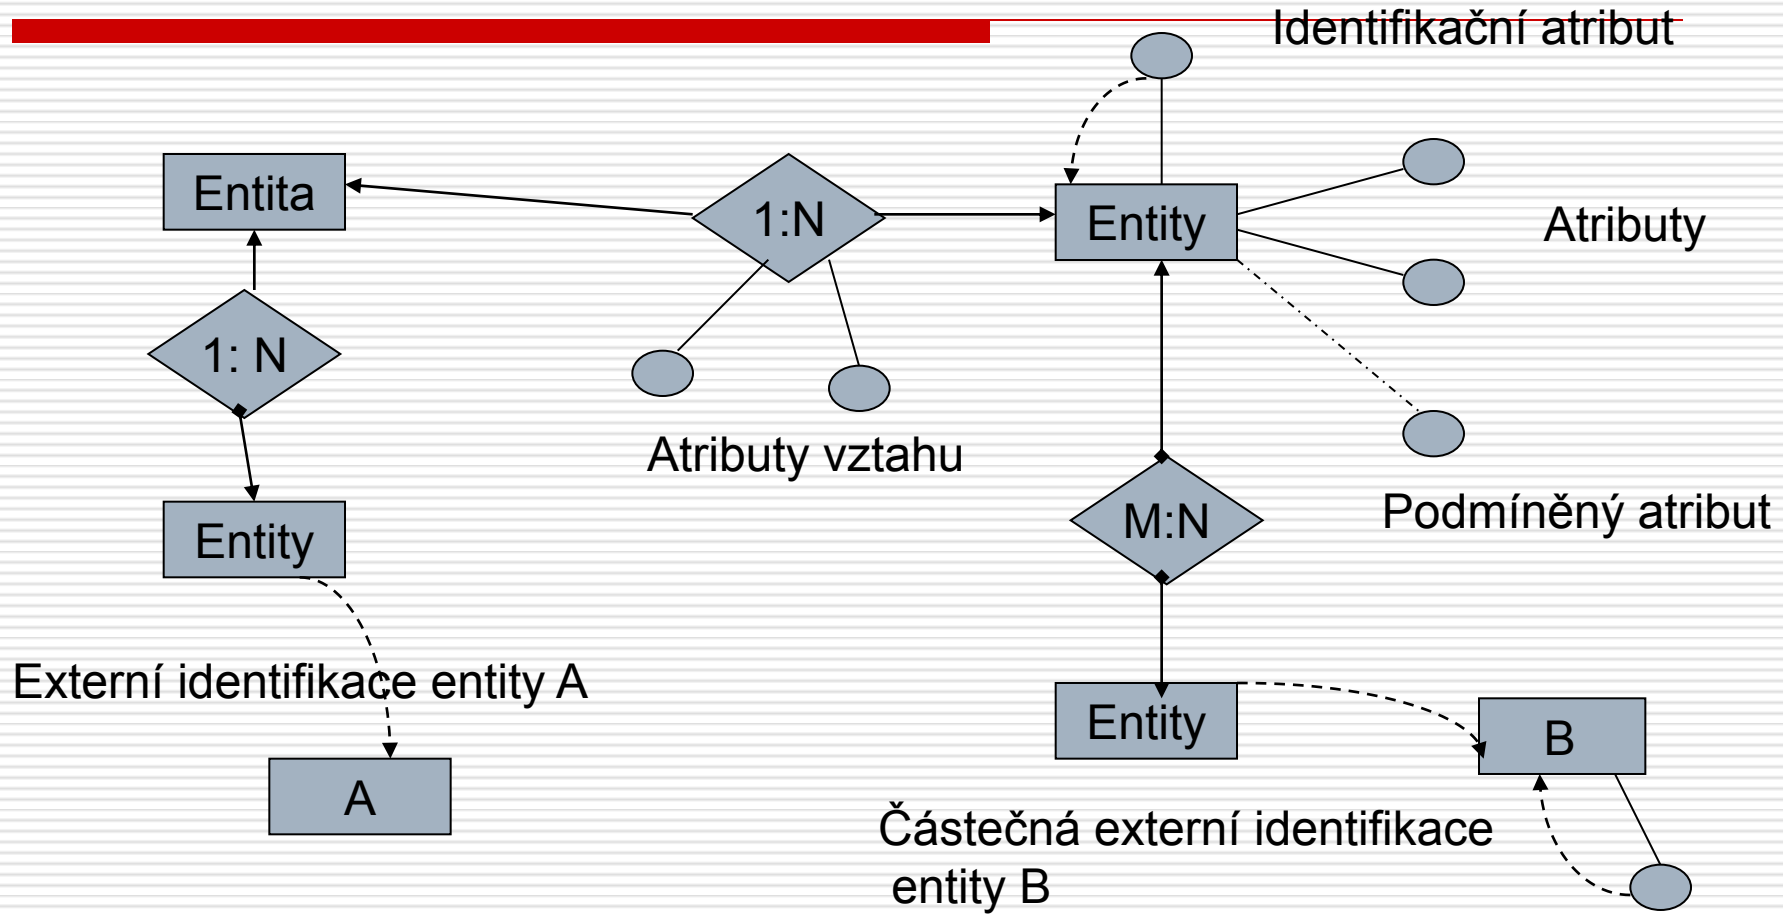 Identifikační atribut
Entita
1:N
Entity
Atributy
1: N
Atributy vztahu
Entity
M:N
Podmíněný atribut
Externí identifikace entity A
Entity
B
A
Částečná externí identifikace
entity B